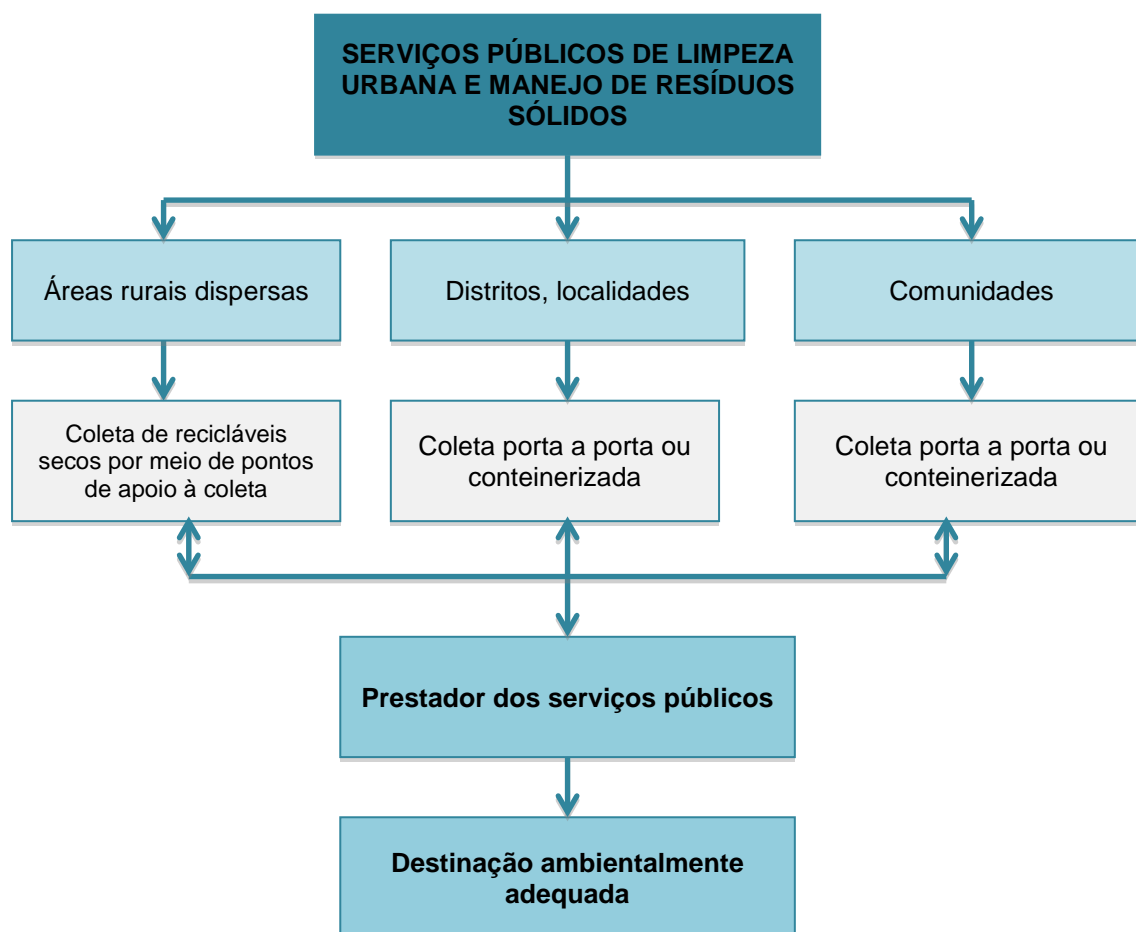 SERVIÇOS PÚBLICOS DE LIMPEZA
URBANA E MANEJO DE RESÍDUOS
SÓLIDOS
Áreas rurais dispersas
Distritos, localidades
Comunidades
Coleta de recicláveis
secos por meio de pontos
de apoio à coleta
Coleta porta a porta ou
conteinerizada
Coleta porta a porta ou
conteinerizada
Prestador dos serviços públicos
Destinação ambientalmente
adequada